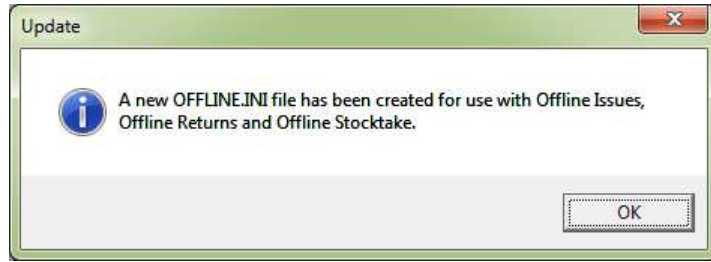 Update
A new OFFLINE.INI file has been created for use with Offline Issues,
Offline Returns and Offline Stocktake.
OK